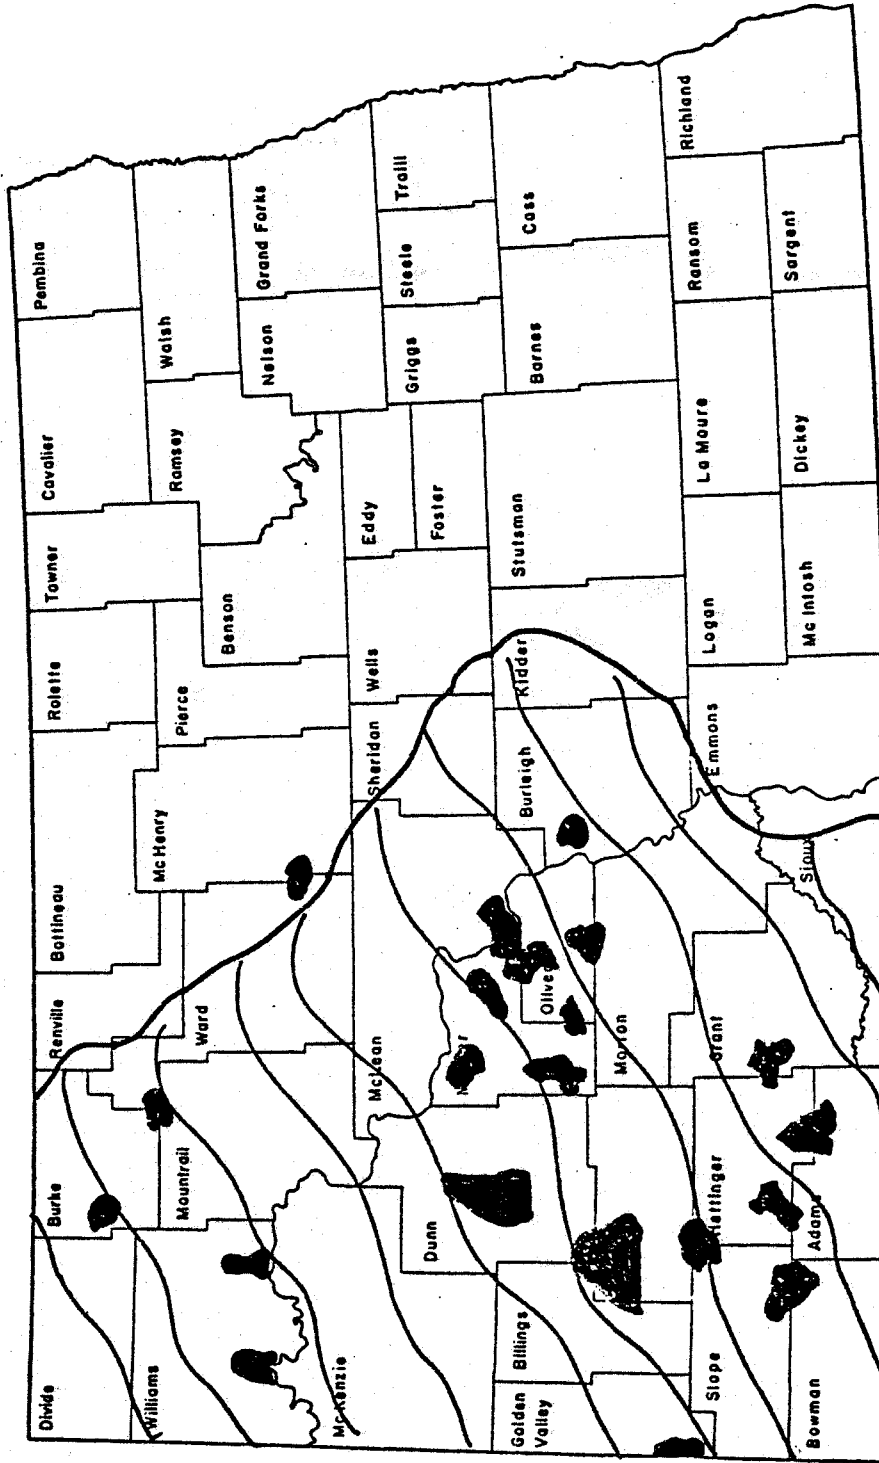 Divide
Burke
Renville
Bottineau
Rolette
Towner
Cavalier
Pembina
Williams
Mountrail
Ward
McHenry
Pierce
Benson
Ramsey
Walsh
Nelson
Grand Forks
McKenzie
McLean
Sheridan
Wells
Eddy
Foster
Griggs
Steele
Traill
Dunn
Oliver
Golden
Valley
Billings
Burleigh
Kidder
Stutsman
Barnes
Cass
Morton
Slope
Hettinger
Grant
Emmons
Logan
La Moure
Ransom
Richland
Bowman
Adams
Sioux
Mc Intosh
Dickey
Sargent